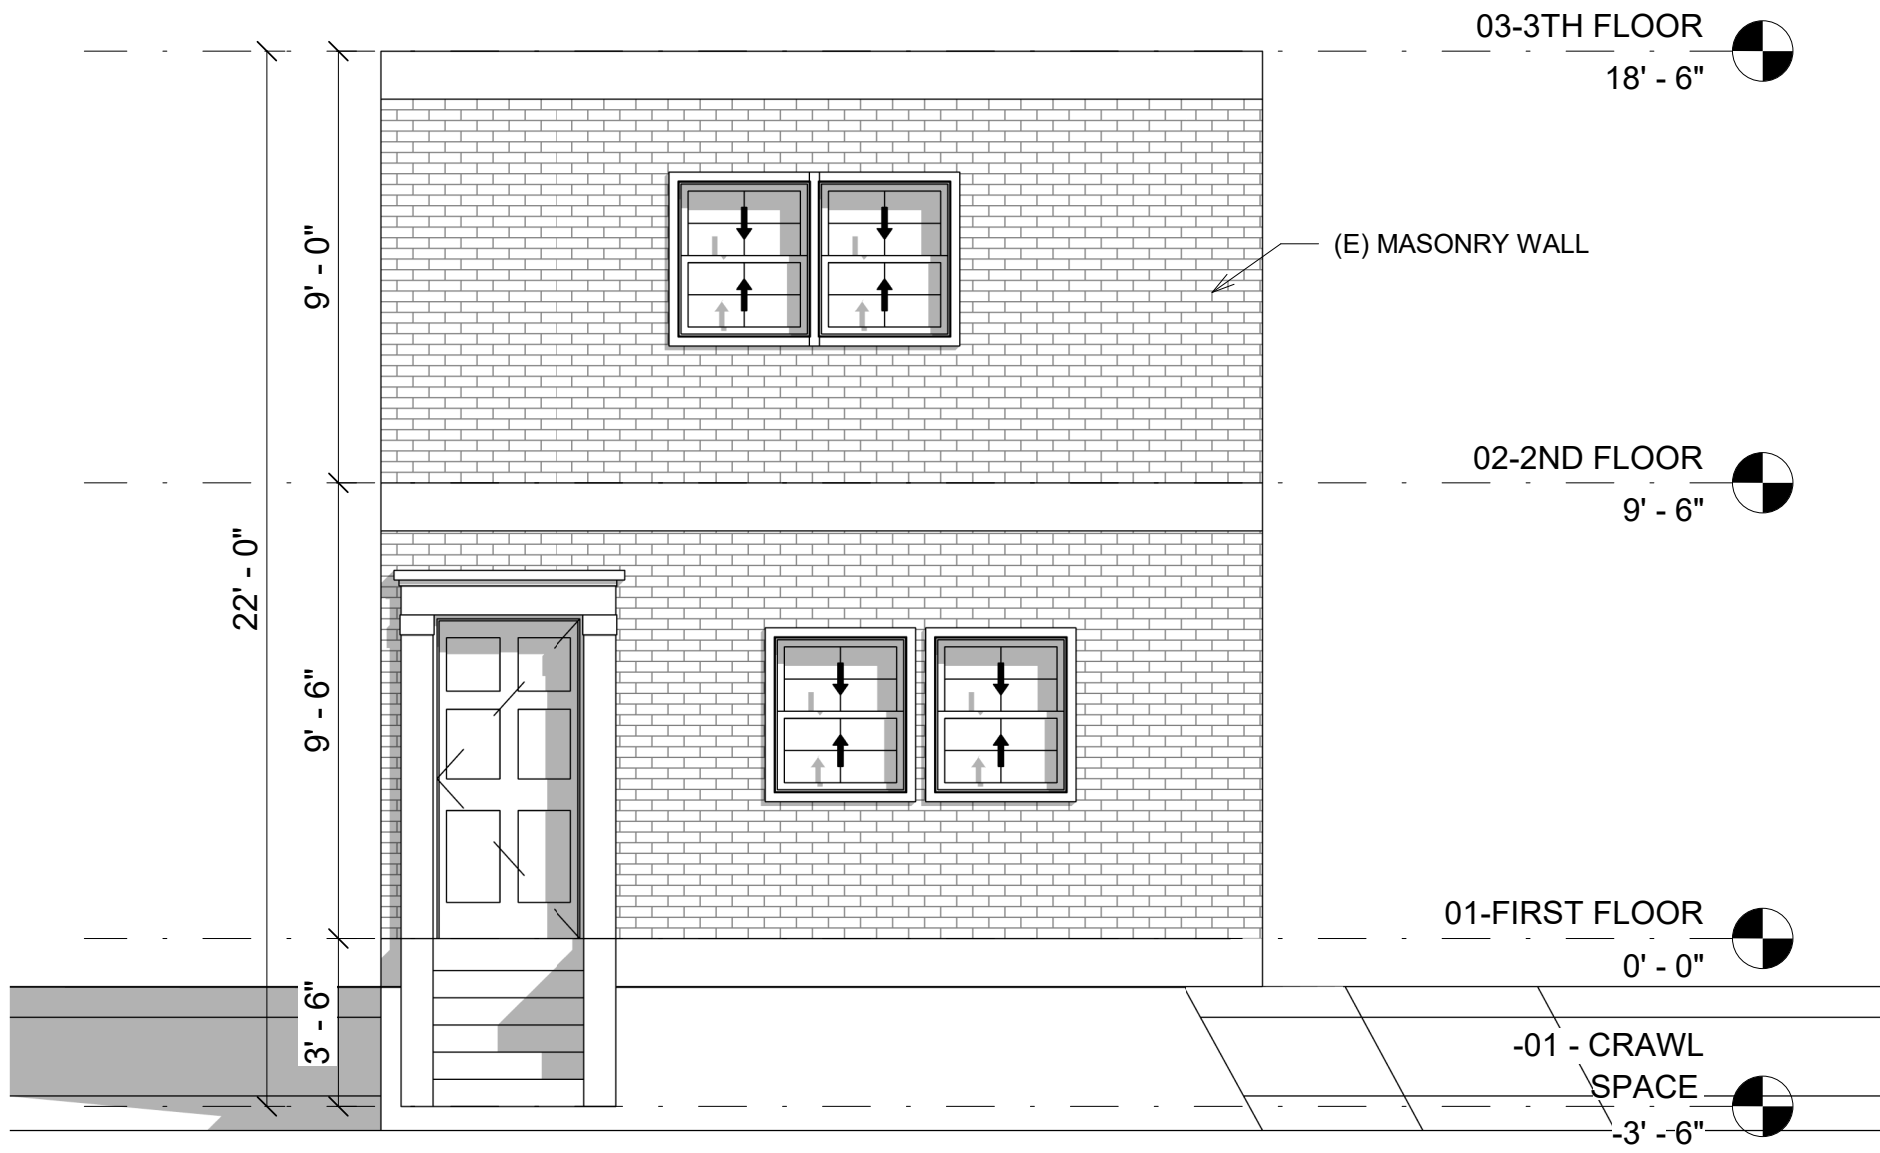 03-3TH FLOOR
18' - 6"
9' - 0"
(E) MASONRY WALL
02-2ND FLOOR
9' - 6"
22' - 0"
9' - 6"
01-FIRST FLOOR
0' - 0"
3' - 6"
-01 - CRAWL
SPACE
-3' - 6"